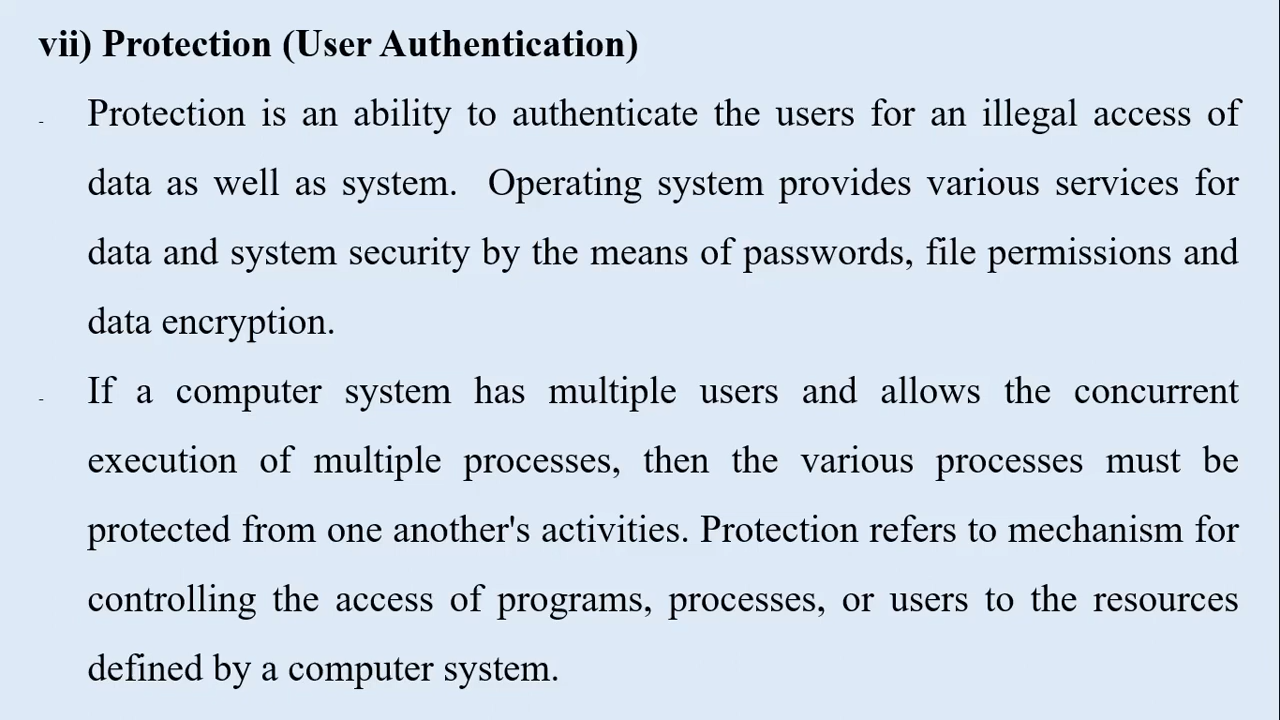 vii) Protection (User Authentication)
- Protection is an ability to authenticate the users for an illegal access of
data as well as system. Operating system provides various services for
data and system security by the means of passwords, file permissions and
data encryption.
- If a computer system has multiple users and allows the concurrent
execution of multiple processes, then the various processes must be
protected from one another's activities. Protection refers to mechanism for
controlling the access of programs, processes, or users to the resources
defined by a computer system.